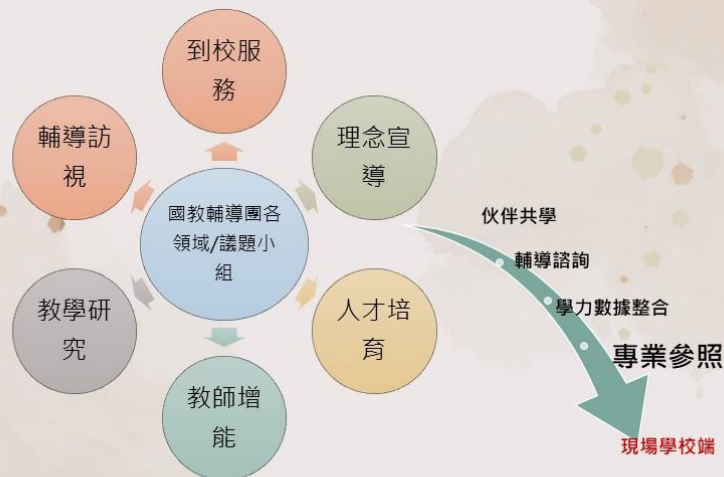 到校服
務
輔導訪
視
理念宣
導
國教輔導團各
領域/議題小
組
教學研
究
人才培
育
教師增
能
伙伴共學
輔導諮詢
學力數據整合
專業參照
現場學校端